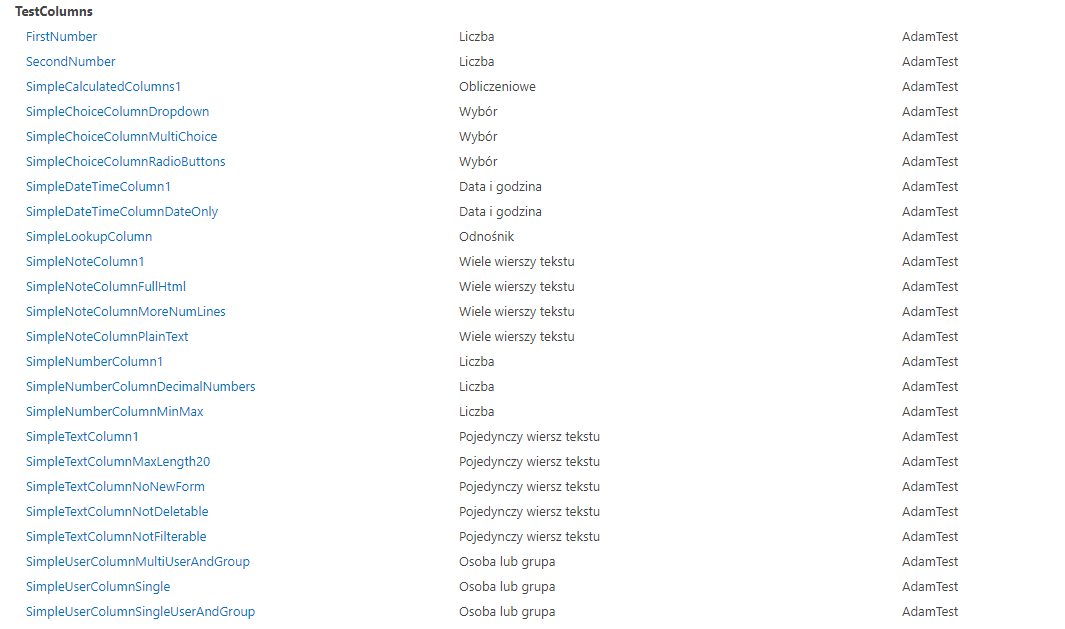 TestColumns
FirstNumber Liczba AdamTest
SecondNumber Liczba AdamTest
SimpleCalculatedColumns1 Obliczeniowe AdamTest
SimpleChoiceColumnDropdown Wybór AdamTest
SimpleChoiceColumnMultiChoice Wybór AdamTest
SimpleChoiceColumnRadioButtons Wybór AdamTest
SimpleDateTimeColumn1 Data i godzina AdamTest
SimpleDateTimeColumnDateOnly Data i godzina AdamTest
SimpleLookupColumn Odnośnik AdamTest
SimpleNoteColumn1 Wiele wierszy tekstu AdamTest
SimpleNoteColumnFullHtml Wiele wierszy tekstu AdamTest
SimpleNoteColumnMoreNumLines Wiele wierszy tekstu AdamTest
SimpleNoteColumnPlainText Wiele wierszy tekstu AdamTest
SimpleNumberColumn1 Liczba AdamTest
SimpleNumberColumnDecimalNumbers Liczba AdamTest
SimpleNumberColumnMinMax Liczba AdamTest
SimpleTextColumn1 Pojedynczy wiersz tekstu AdamTest
SimpleTextColumnMaxLength20 Pojedynczy wiersz tekstu AdamTest
SimpleTextColumnNoNewForm Pojedynczy wiersz tekstu AdamTest
SimpleTextColumnNotDeletable Pojedynczy wiersz tekstu AdamTest
SimpleTextColumnNotFilterable Pojedynczy wiersz tekstu AdamTest
SimpleUserColumnMultiUserAndGroup Osoba lub grupa AdamTest
SimpleUserColumnSingle Osoba lub grupa AdamTest
SimpleUserColumnSingleUserAndGroup Osoba lub grupa AdamTest